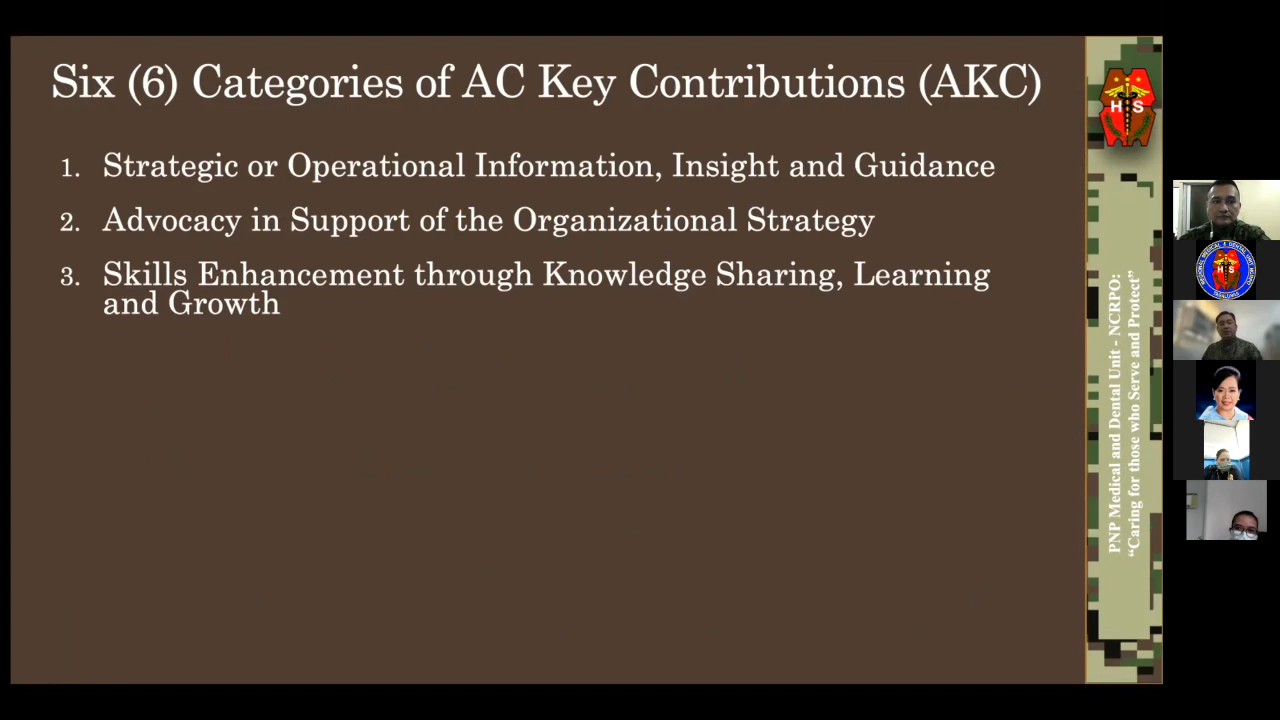 Six (6) Categories of AC Key Contributions (AKC)
1. Strategic or Operational Information, Insight and Guidance
2. Advocacy in Support of the Organizational Strategy
3. Skills Enhancement through Knowledge Sharing, Learning
and Growth
H S
PNP Medical and Dental Unit - NCRPO:
“Caring for those who Serve and Protect”
HS